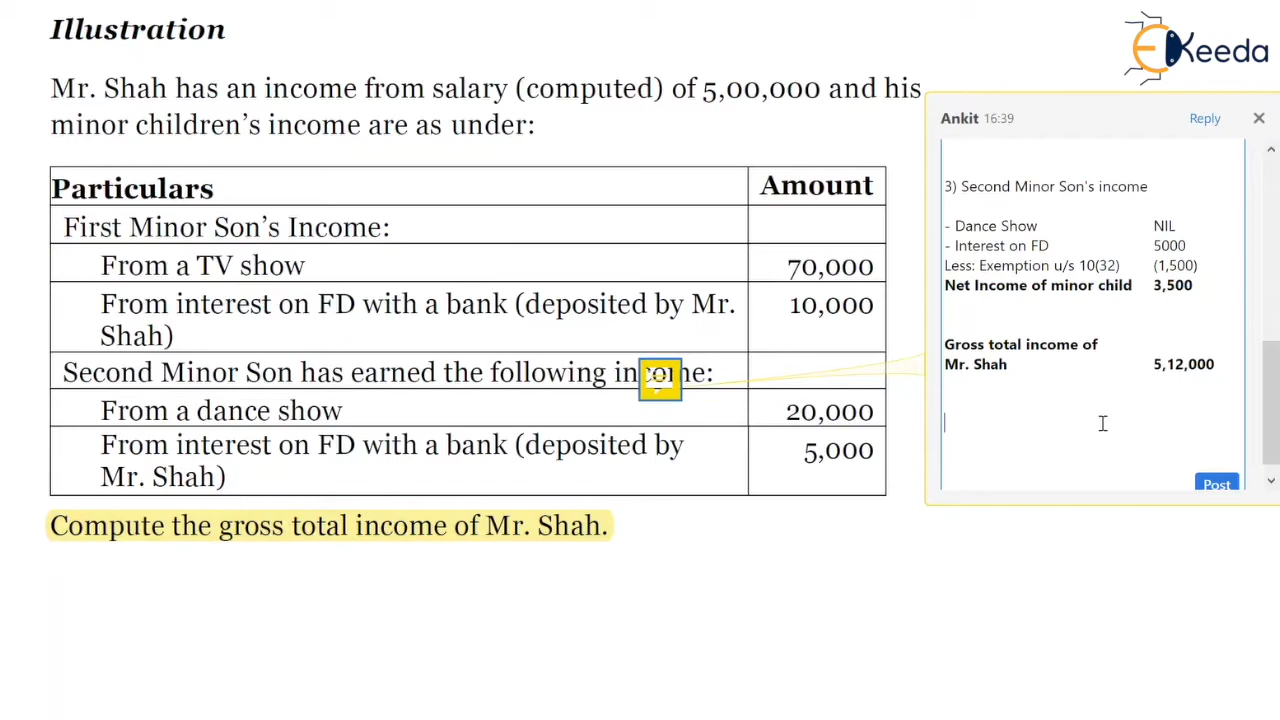 Illustration
Keeda
Mr. Shah has an income from salary (computed) of 5,00,000 and his
minor children's income are as under:
Particulars Amount
First Minor Son's Income:
From a TV show 70,000
From interest on FD with a bank (deposited by Mr. 10,000
Shah)
Second Minor Son has earned the following income:
From a dance show 20,000
From interest on FD with a bank (deposited by 5,000
Mr. Shah)
Compute the gross total income of Mr. Shah.
Ankit 16:39 Reply
3) Second Minor Son's income
- Dance Show NIL
- Interest on FD 5000
Less: Exemption u/s 10(32) (1,500)
Net Income of minor child 3,500
Gross total income of
Mr. Shah 5,12,000
Post